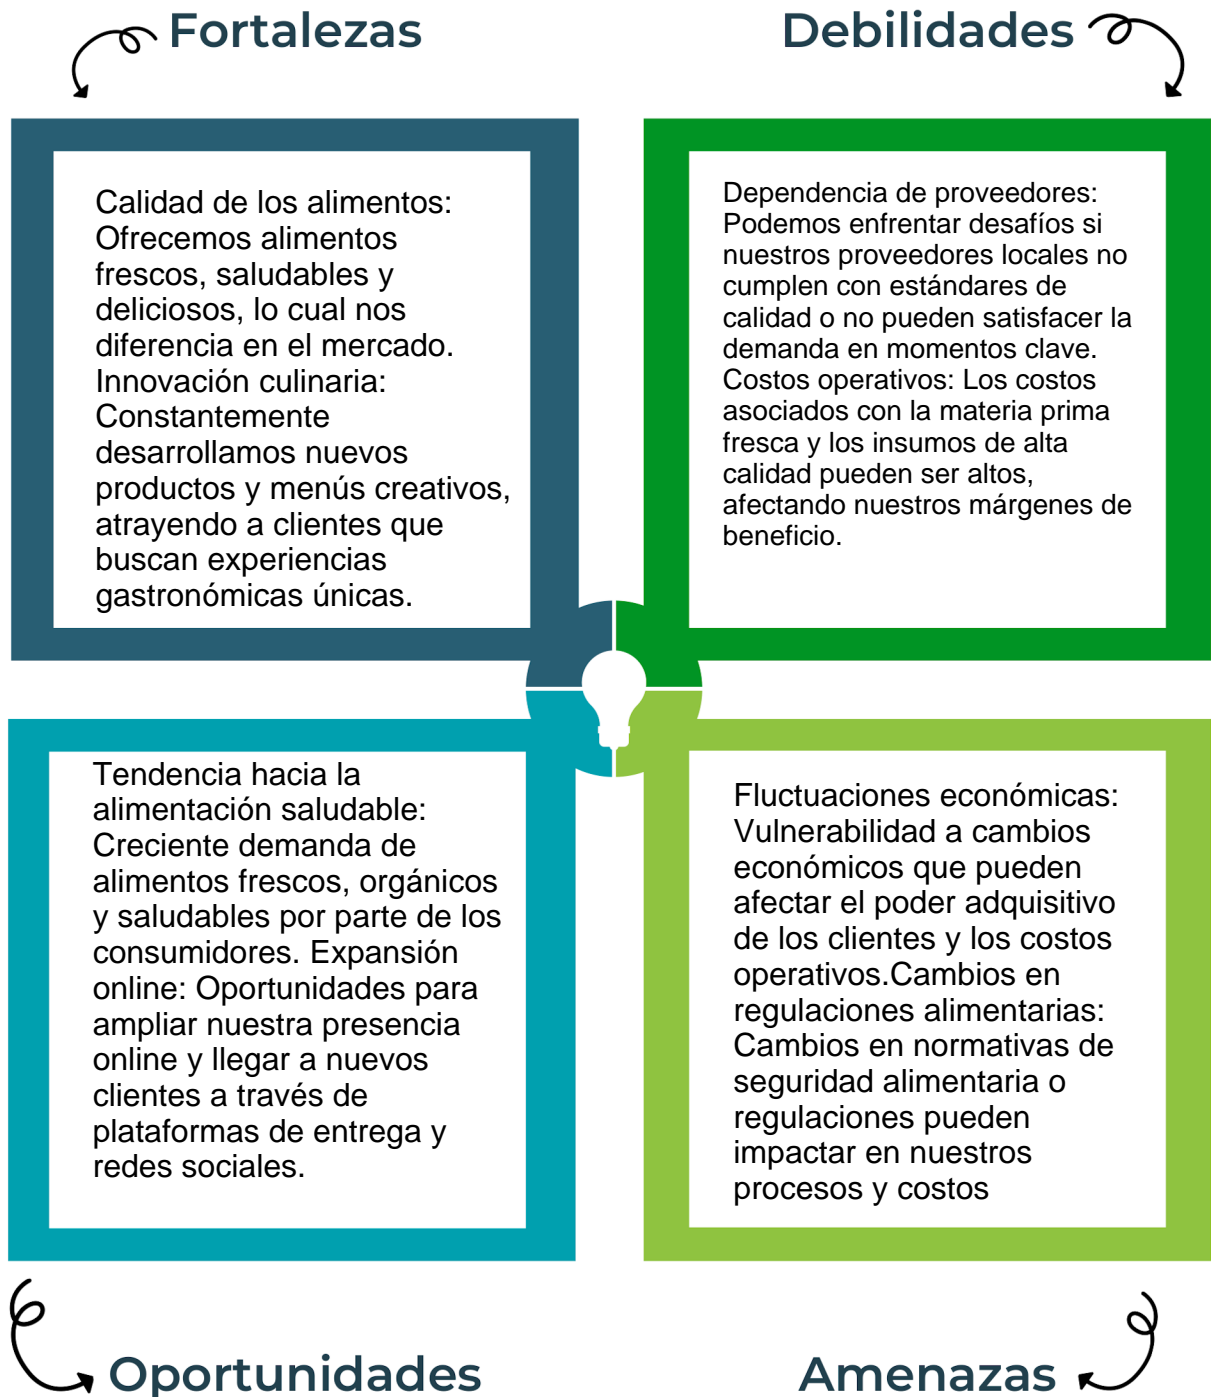 Fortalezas
Calidad de los alimentos:
Ofrecemos alimentos
frescos, saludables y
deliciosos, lo cual nos
diferencia en el mercado.
Innovación culinaria:
Constantemente
desarrollamos nuevos
productos y menús creativos,
atrayendo a clientes que
buscan experiencias
gastronómicas únicas.
Debilidades
Dependencia de proveedores:
Podemos enfrentar desafíos si
nuestros proveedores locales no
cumplen con estándares de
calidad o no pueden satisfacer la
demanda en momentos clave.
Costos operativos: Los costos
asociados con la materia prima
fresca y los insumos de alta
calidad pueden ser altos,
afectando nuestros márgenes de
beneficio.
Tendencia hacia la
alimentación saludable:
Creciente demanda de
alimentos frescos, orgánicos
y saludables por parte de los
consumidores. Expansión
online: Oportunidades para
ampliar nuestra presencia
online y llegar a nuevos
clientes a través de
plataformas de entrega y
redes sociales.
Oportunidades
Fluctuaciones económicas:
Vulnerabilidad a cambios
económicos que pueden
afectar el poder adquisitivo
de los clientes y los costos
operativos.Cambios en
regulaciones alimentarias:
Cambios en normativas de
seguridad alimentaria o
regulaciones pueden
impactar en nuestros
procesos y costos
Amenazas